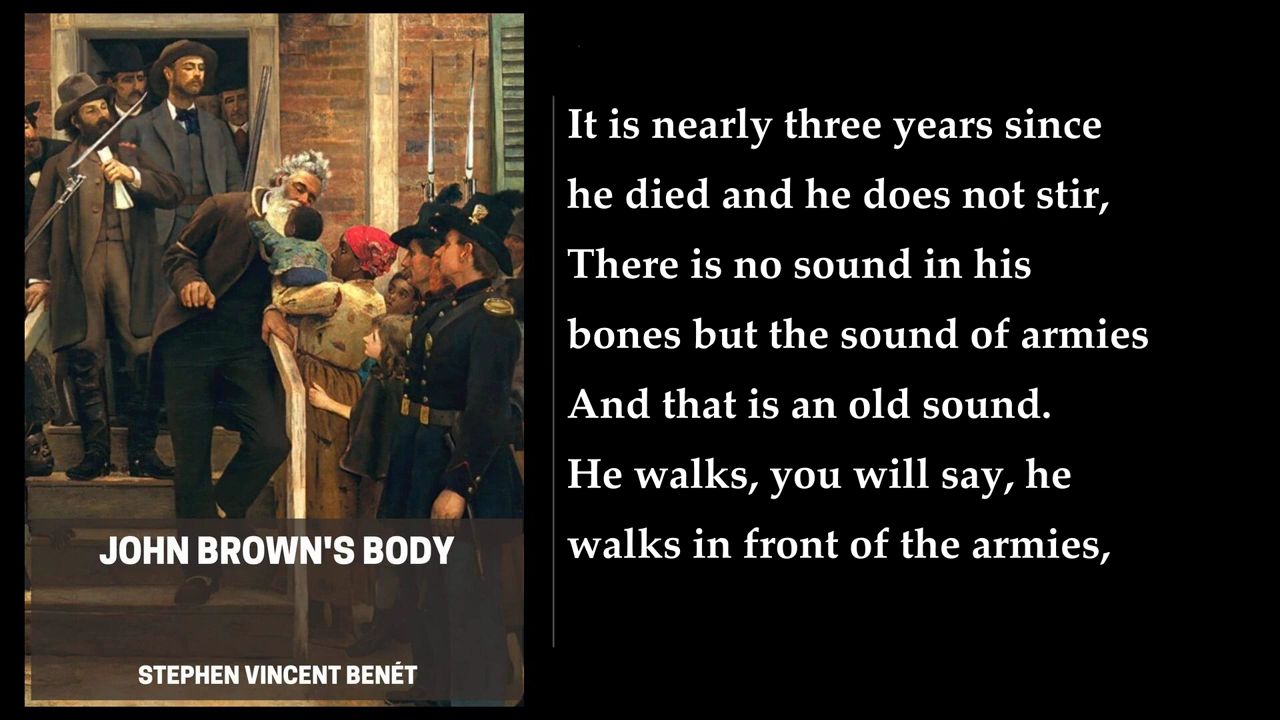 JOHN BROWN'S BODY
STEPHEN VINCENT BENÉT
It is nearly three years since
he died and he does not stir,
There is no sound in his
bones but the sound of armies
And that is an old sound.
He walks, you will say, he
walks in front of the armies,